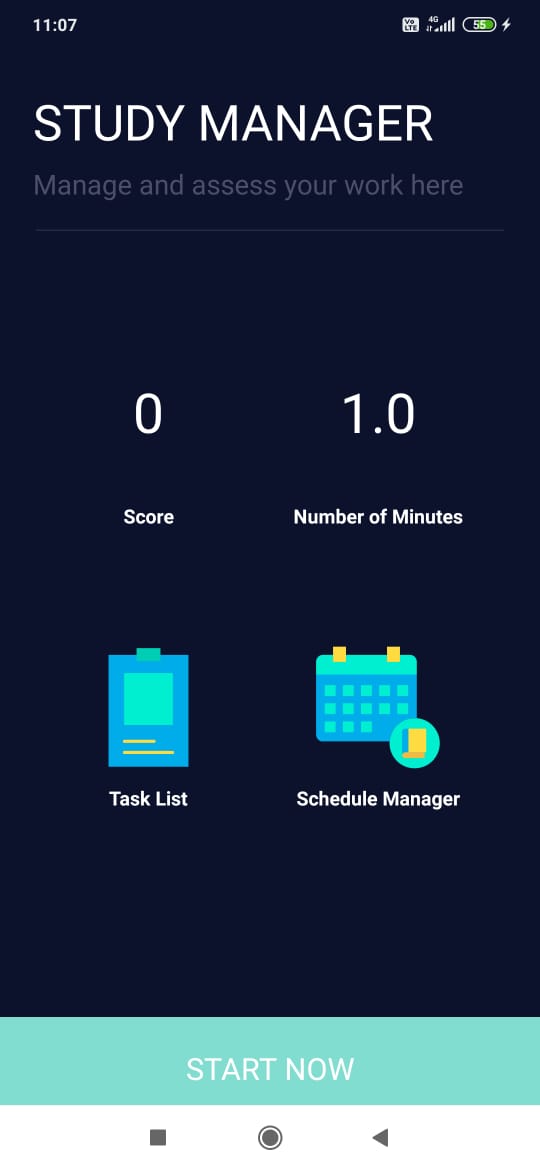 11:07
Vo LTE
4G
55
STUDY MANAGER
Manage and assess your work here
0
1.0
Score
Number of Minutes
Task List
Schedule Manager
START NOW